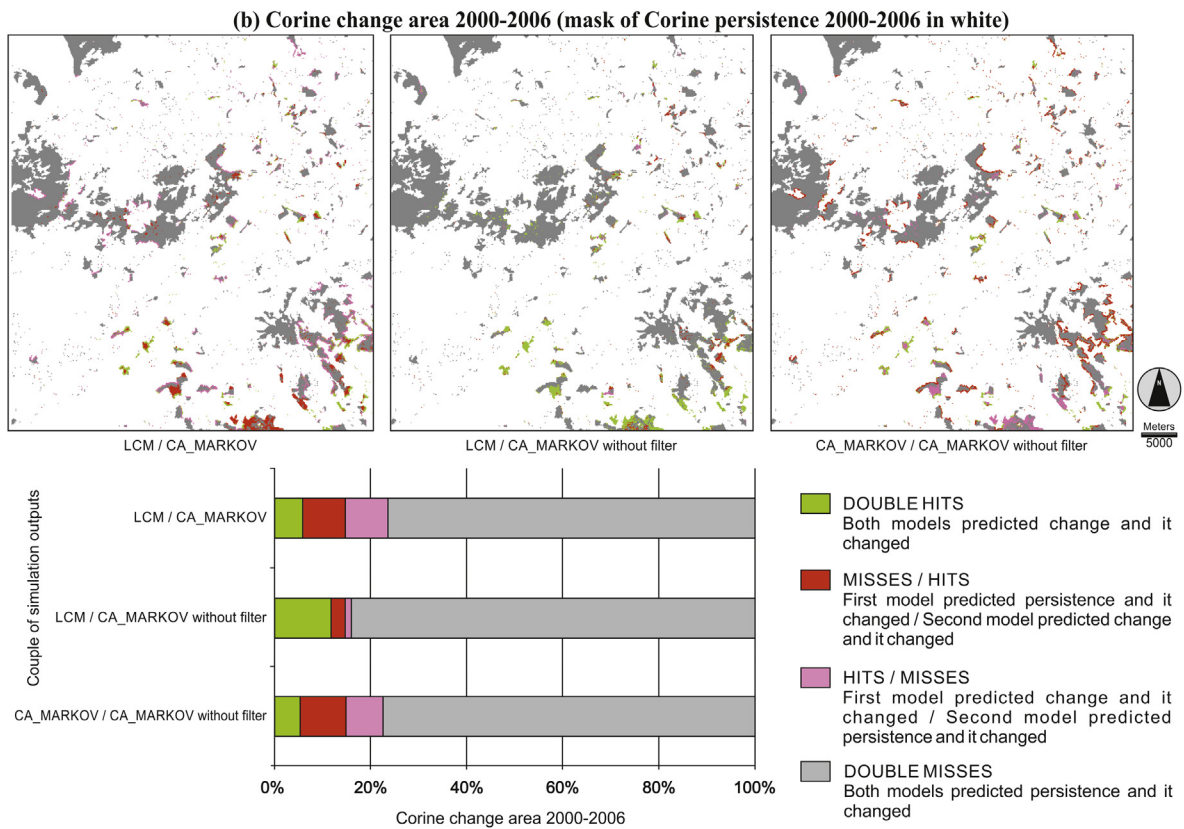 (b) Corine change area 2000-2006 (mask of Corine persistence 2000-2006 in white)
N
Meters
5000
LCM / CA_MARKOV
LCM / CA_MARKOV without filter
CA_MARKOV / CA_MARKOV without filter
Couple of simulation outputs
LCM / CA_MARKOV
LCM / CA_MARKOV without filter
CA_MARKOV / CA_MARKOV without filter
0%
20%
40%
60%
80%
100%
Corine change area 2000-2006
DOUBLE HITS
Both models predicted change and it
changed
MISSES / HITS
First model predicted persistence and it
changed / Second model predicted change
and it changed
HITS / MISSES
First model predicted change and it
changed / Second model predicted
persistence and it changed
DOUBLE MISSES
Both models predicted persistence and it
changed